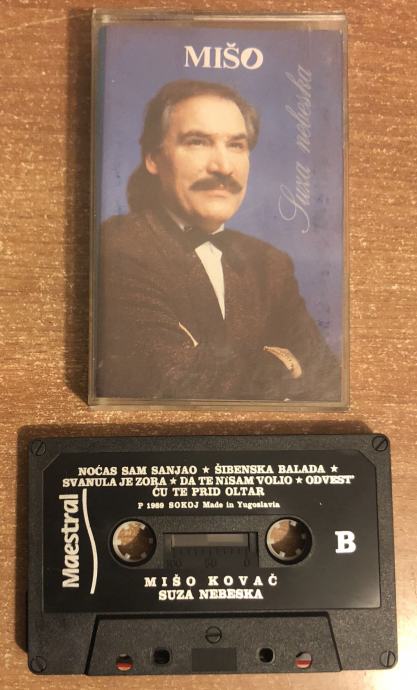 MIŠO
Suza nebeska
NOĆAS SAM SANJAO ★ ŠIBENSKA BALADA ★
SVANULA JE ZORA ★ DA TE NISAM VOLIO ★ ODVEST
ĆU TE PRID OLTAR
P 1989 SOKOJ Made in Yugoslavia
Maestral
B
MIŠO KOVAČ
SUZA NEBESKA
50